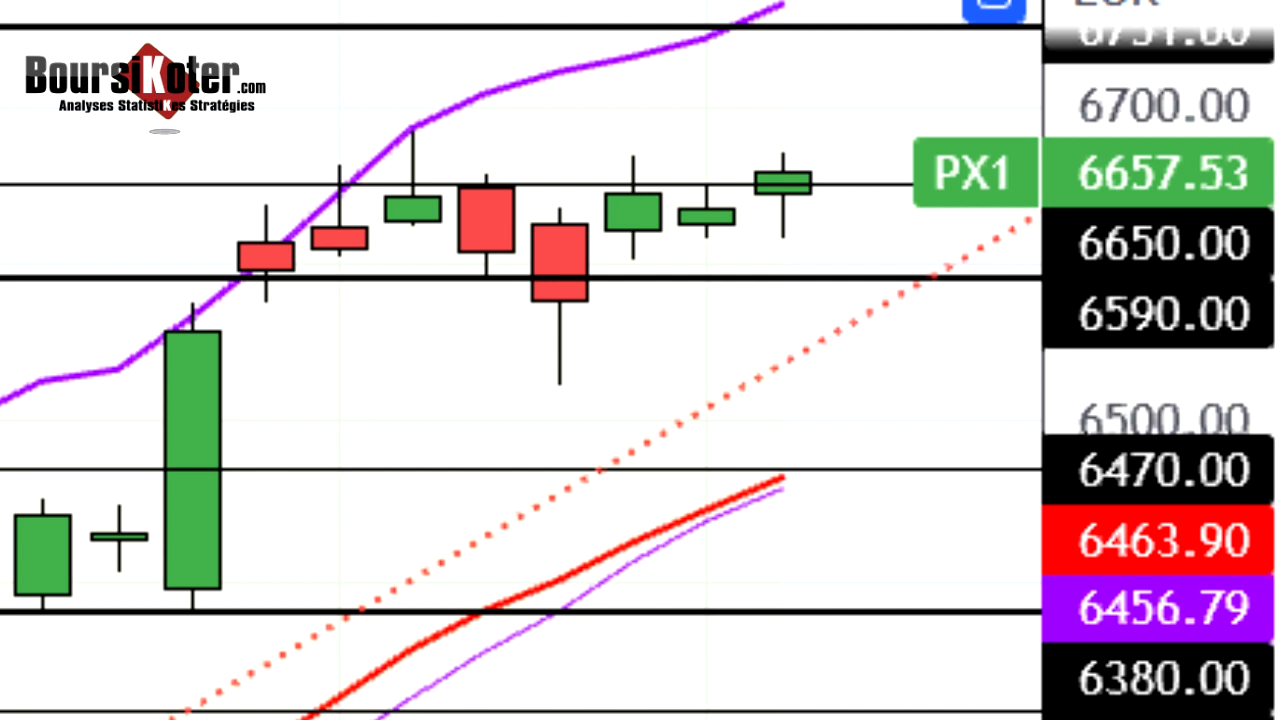 BoursiKoter.com
Analyses StatistiKes Stratégies
6700.00
PX1 6657.53
6650.00
6590.00
6500.00
6470.00
6463.90
6456.79
6380.00